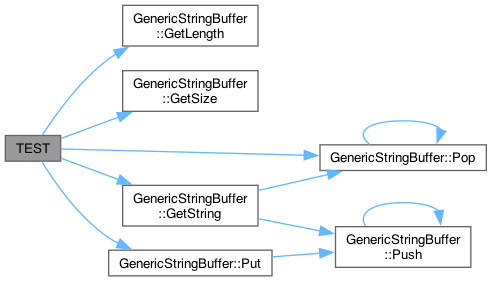 GenericStringBuffer
::GetLength
GenericStringBuffer
::GetSize
TEST
GenericStringBuffer::Pop
GenericStringBuffer
::GetString
GenericStringBuffer
::Push
GenericStringBuffer::Put